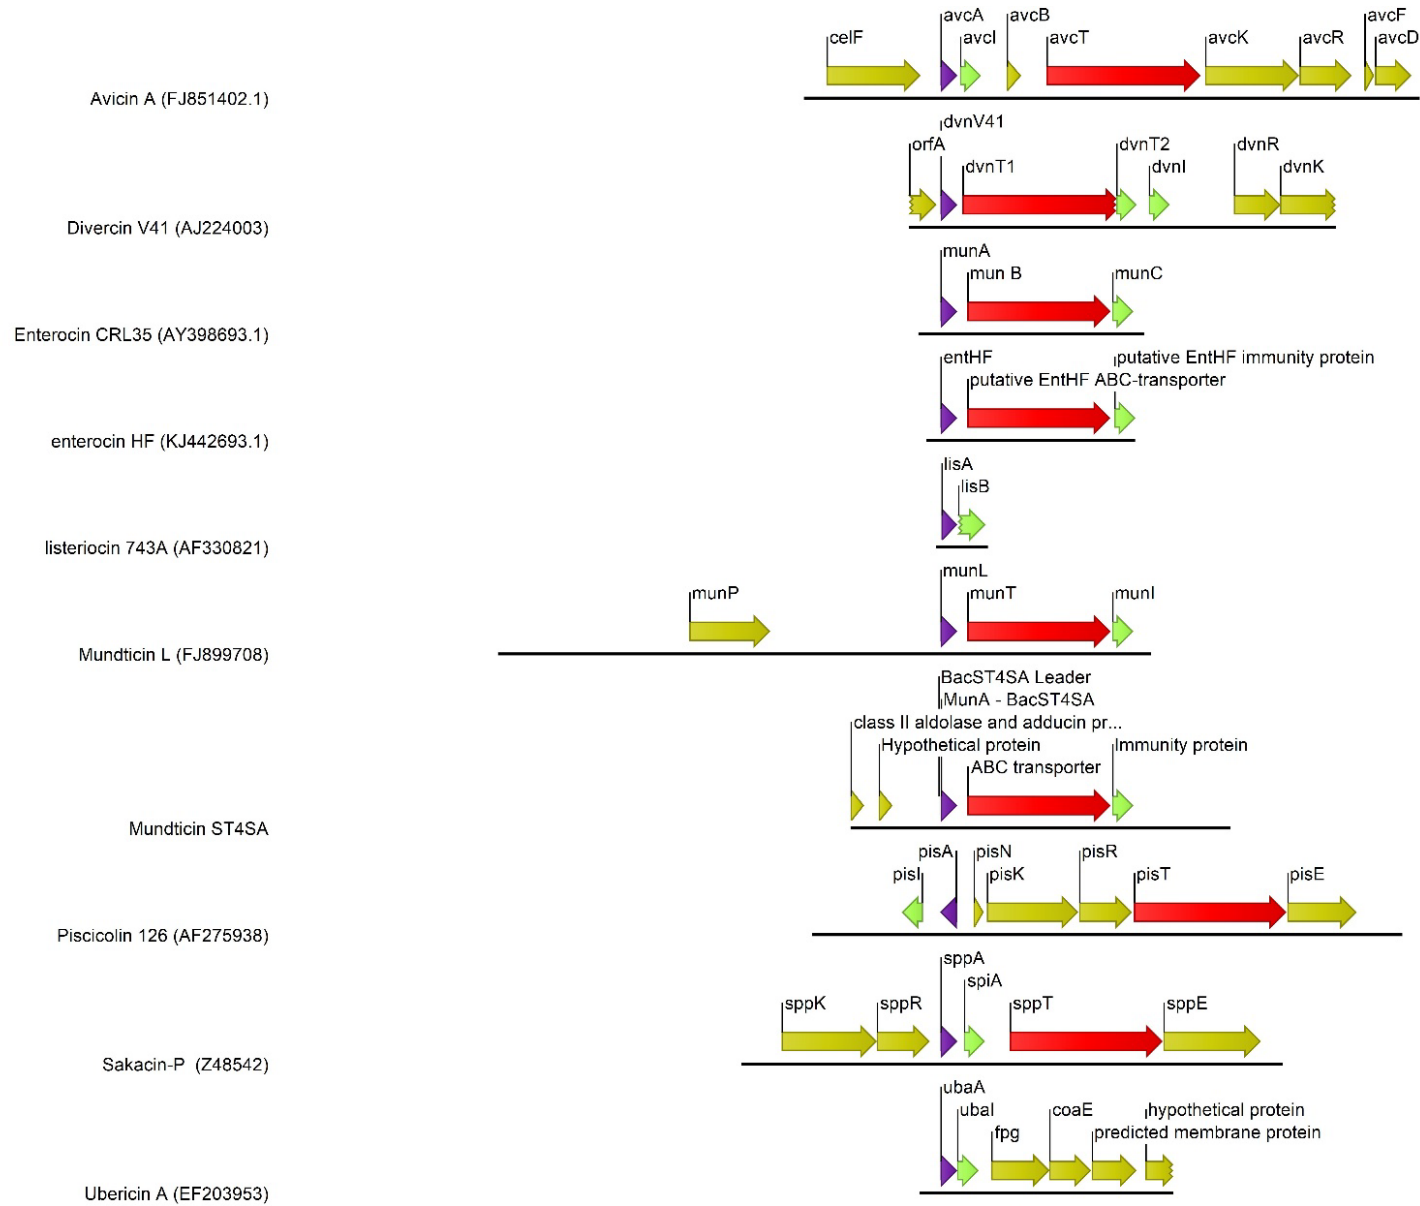 avcA avcB avcF
celF avcI avcT avcK avcR avcD
Avicin A (FJ851402.1)
dvnV41
orfA dvnT2
dvnT1 dvnI dvnR dvnK
Divercin V41 (AJ224003)
munA
mun B munC
Enterocin CRL35 (AY398693.1)
entHF putative EntHF immunity protein
putative EntHF ABC-transporter
enterocin HF (KJ442693.1)
lisA
lisB
listeriocin 743A (AF330821)
munL
munP munT munI
Mundticin L (FJ899708)
BacST4SA Leader
MunA - BacST4SA
class II aldolase and adducin pr...
Hypothetical protein Immunity protein
ABC transporter
Mundticin ST4SA
pisA pisN pisR
pisI pisK pisT pisE
Piscicolin 126 (AF275938)
sppA
spiA
sppK sppR sppT sppE
Sakacin-P (Z48542)
ubaA
ubaI coaE hypothetical protein
fpg predicted membrane protein
Ubericin A (EF203953)